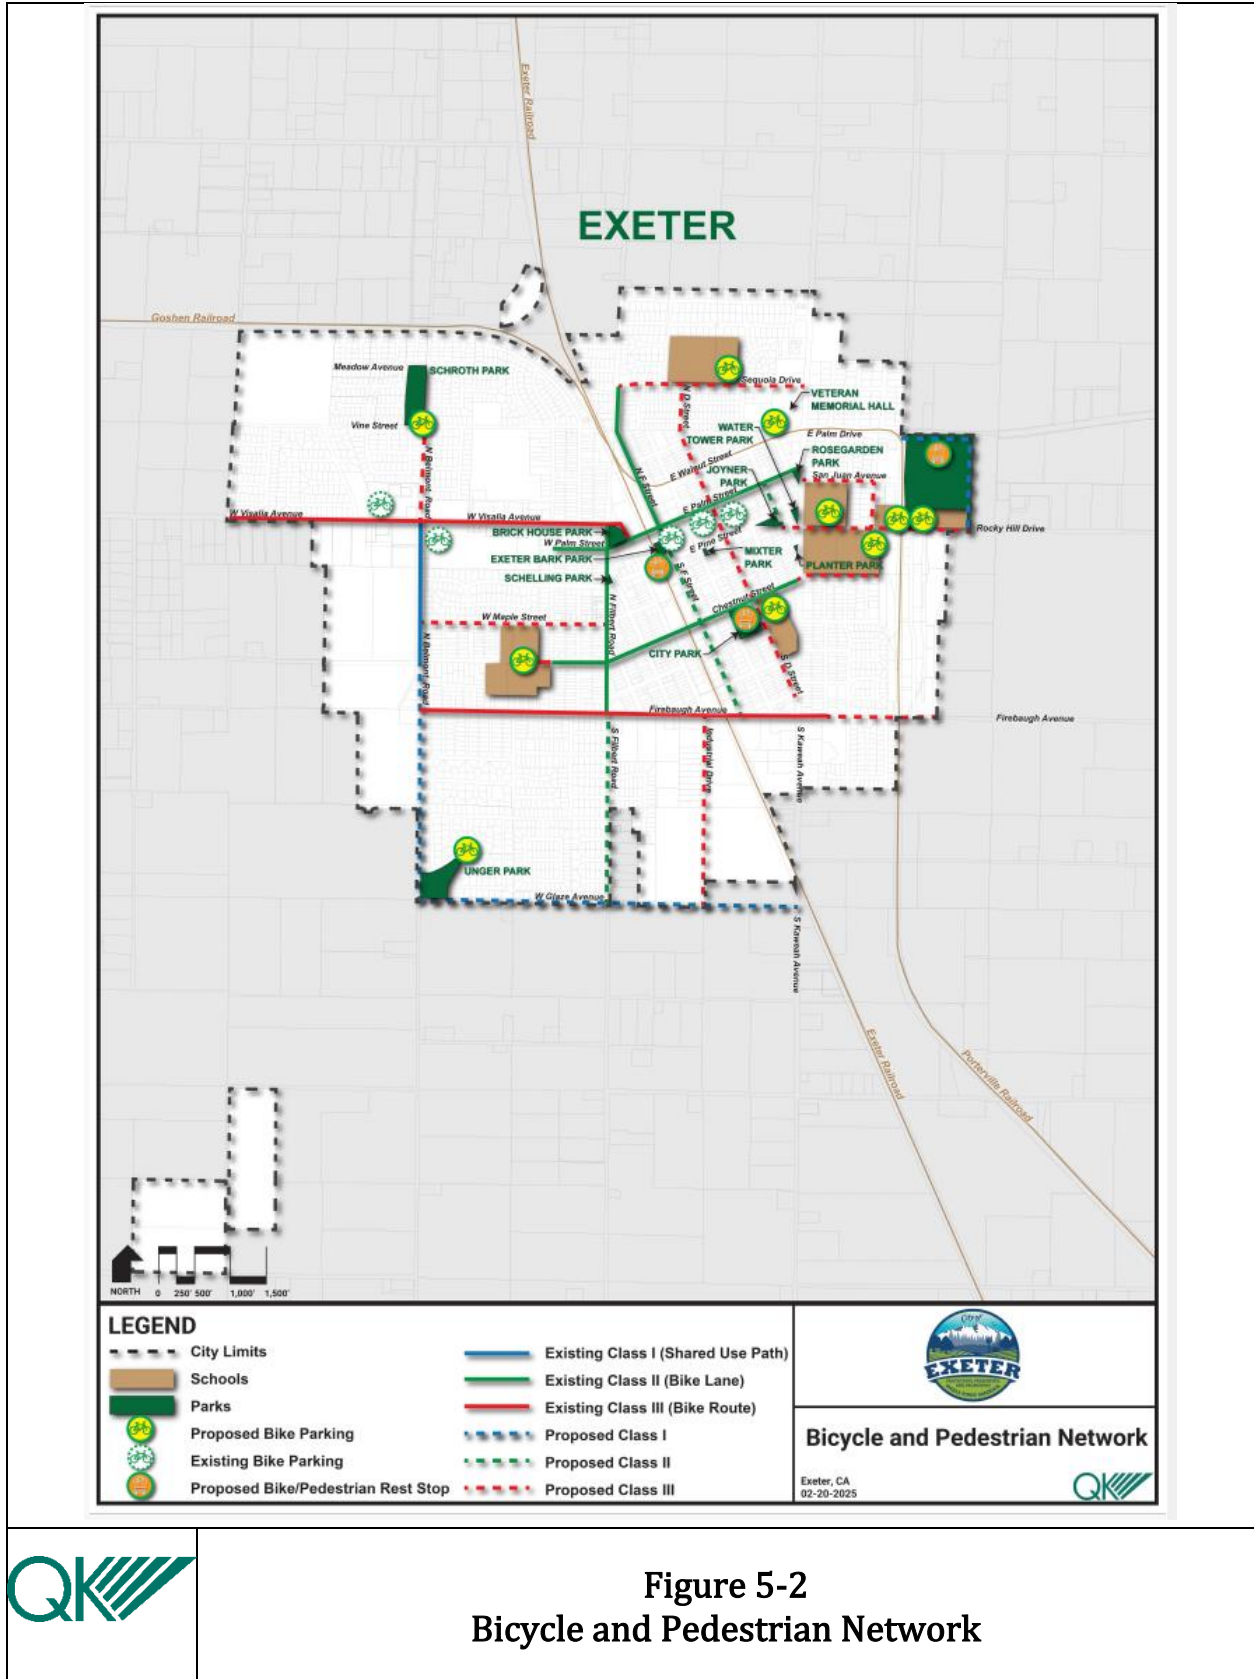 Exeter Railroad
EXETER
Goshen Railroad
Meadow Avenue
SCHROTH PARK
Sequoia Drive
N D Street
VETERAN
MEMORIAL HALL
Vine Street
WATER
TOWER PARK
E Palm Drive
N Belmont Road
E Walnut Street
ROSEGARDEN
PARK
JOYNER
PARK
San Juan Avenue
N F Street
E Palm Street
W Visalia Avenue
W Visalia Avenue
BRICK HOUSE PARK
Rocky Hill Drive
W Palm Street
E Pine Street
EXETER BARK PARK
MIXTER
PARK
PLANTER PARK
SCHELLING PARK
S F Street
Chestnut Street
W Maple Street
N Filbert Road
N Belmont Road
CITY PARK
S D Street
Firebaugh Avenue
Firebaugh Avenue
S Filbert Road
Industrial Drive
S Kaweah Avenue
UNGER PARK
W Glaze Avenue
S Kaweah Avenue
Exeter Railroad
Porterville Railroad
NORTH 0 250' 500' 1,000' 1,500'
LEGEND
City Limits
Schools
Parks
Proposed Bike Parking
Existing Bike Parking
Proposed Bike/Pedestrian Rest Stop
Existing Class I (Shared Use Path)
Existing Class II (Bike Lane)
Existing Class III (Bike Route)
Proposed Class I
Proposed Class II
Proposed Class III
City of
EXETER
Bicycle and Pedestrian Network
Exeter, CA
02-20-2025
QK
QK
Figure 5-2
Bicycle and Pedestrian Network